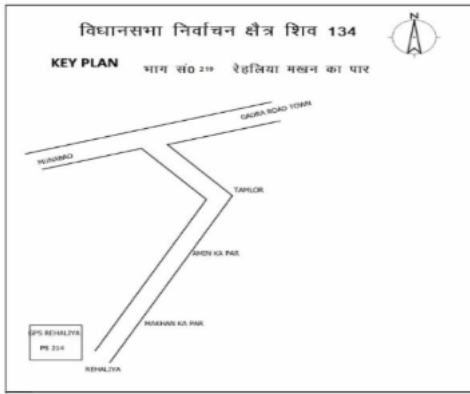 N
विधानसभा निर्वाचन क्षैत्र शिव 134
KEY PLAN भाग सं0 219 रेहलिया मखन का पार
GADRA ROAD TOWN
MUNABAO
TAMLOR
AMIN KA PAR
MAKHAN KA PAR
GPS REHALIYA
PS 214
REHALIYA